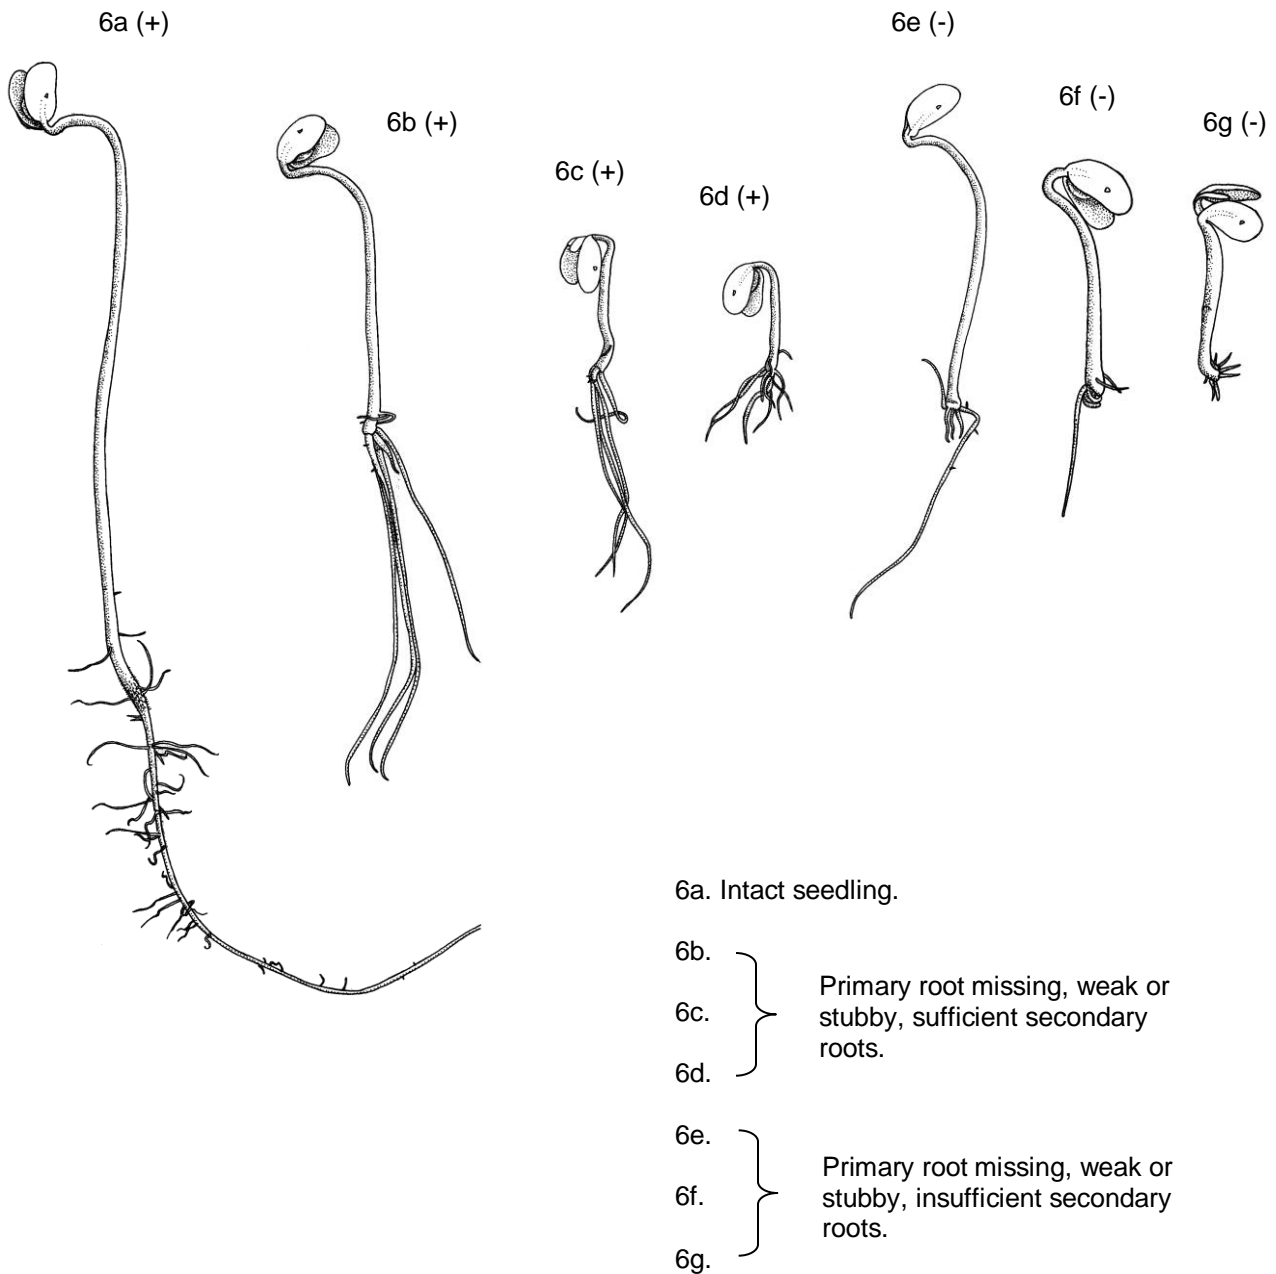 6a (+)
6e (-)
6b (+)
6f (-)
6g (-)
6c (+)
6d (+)
6a. Intact seedling.
6b.
6c.
6d.
Primary root missing, weak or
stubby, sufficient secondary
roots.
6e.
6f.
6g.
Primary root missing, weak or
stubby, insufficient secondary
roots.